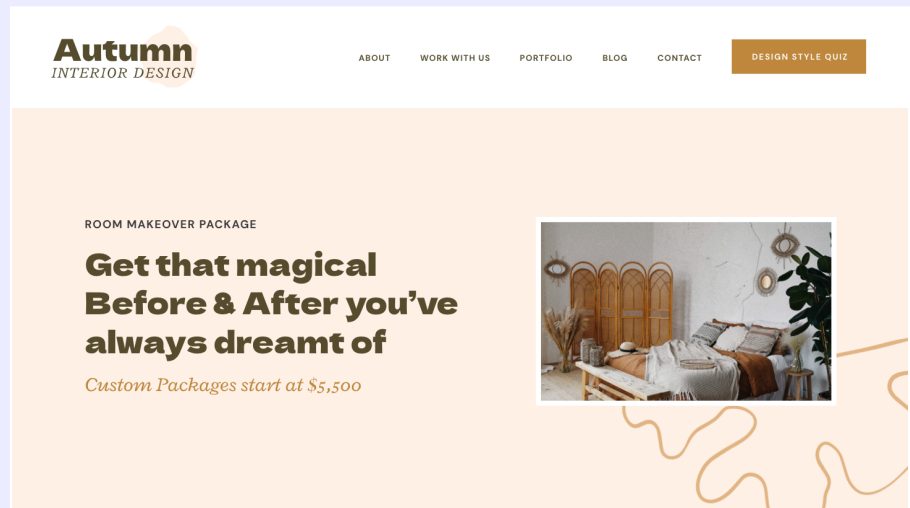 Autumn
INTERIOR DESIGN
ABOUT WORK WITH US PORTFOLIO BLOG CONTACT DESIGN STYLE QUIZ
ROOM MAKEOVER PACKAGE
Get that magical
Before & After you’ve
always dreamt of
Custom Packages start at $5,500